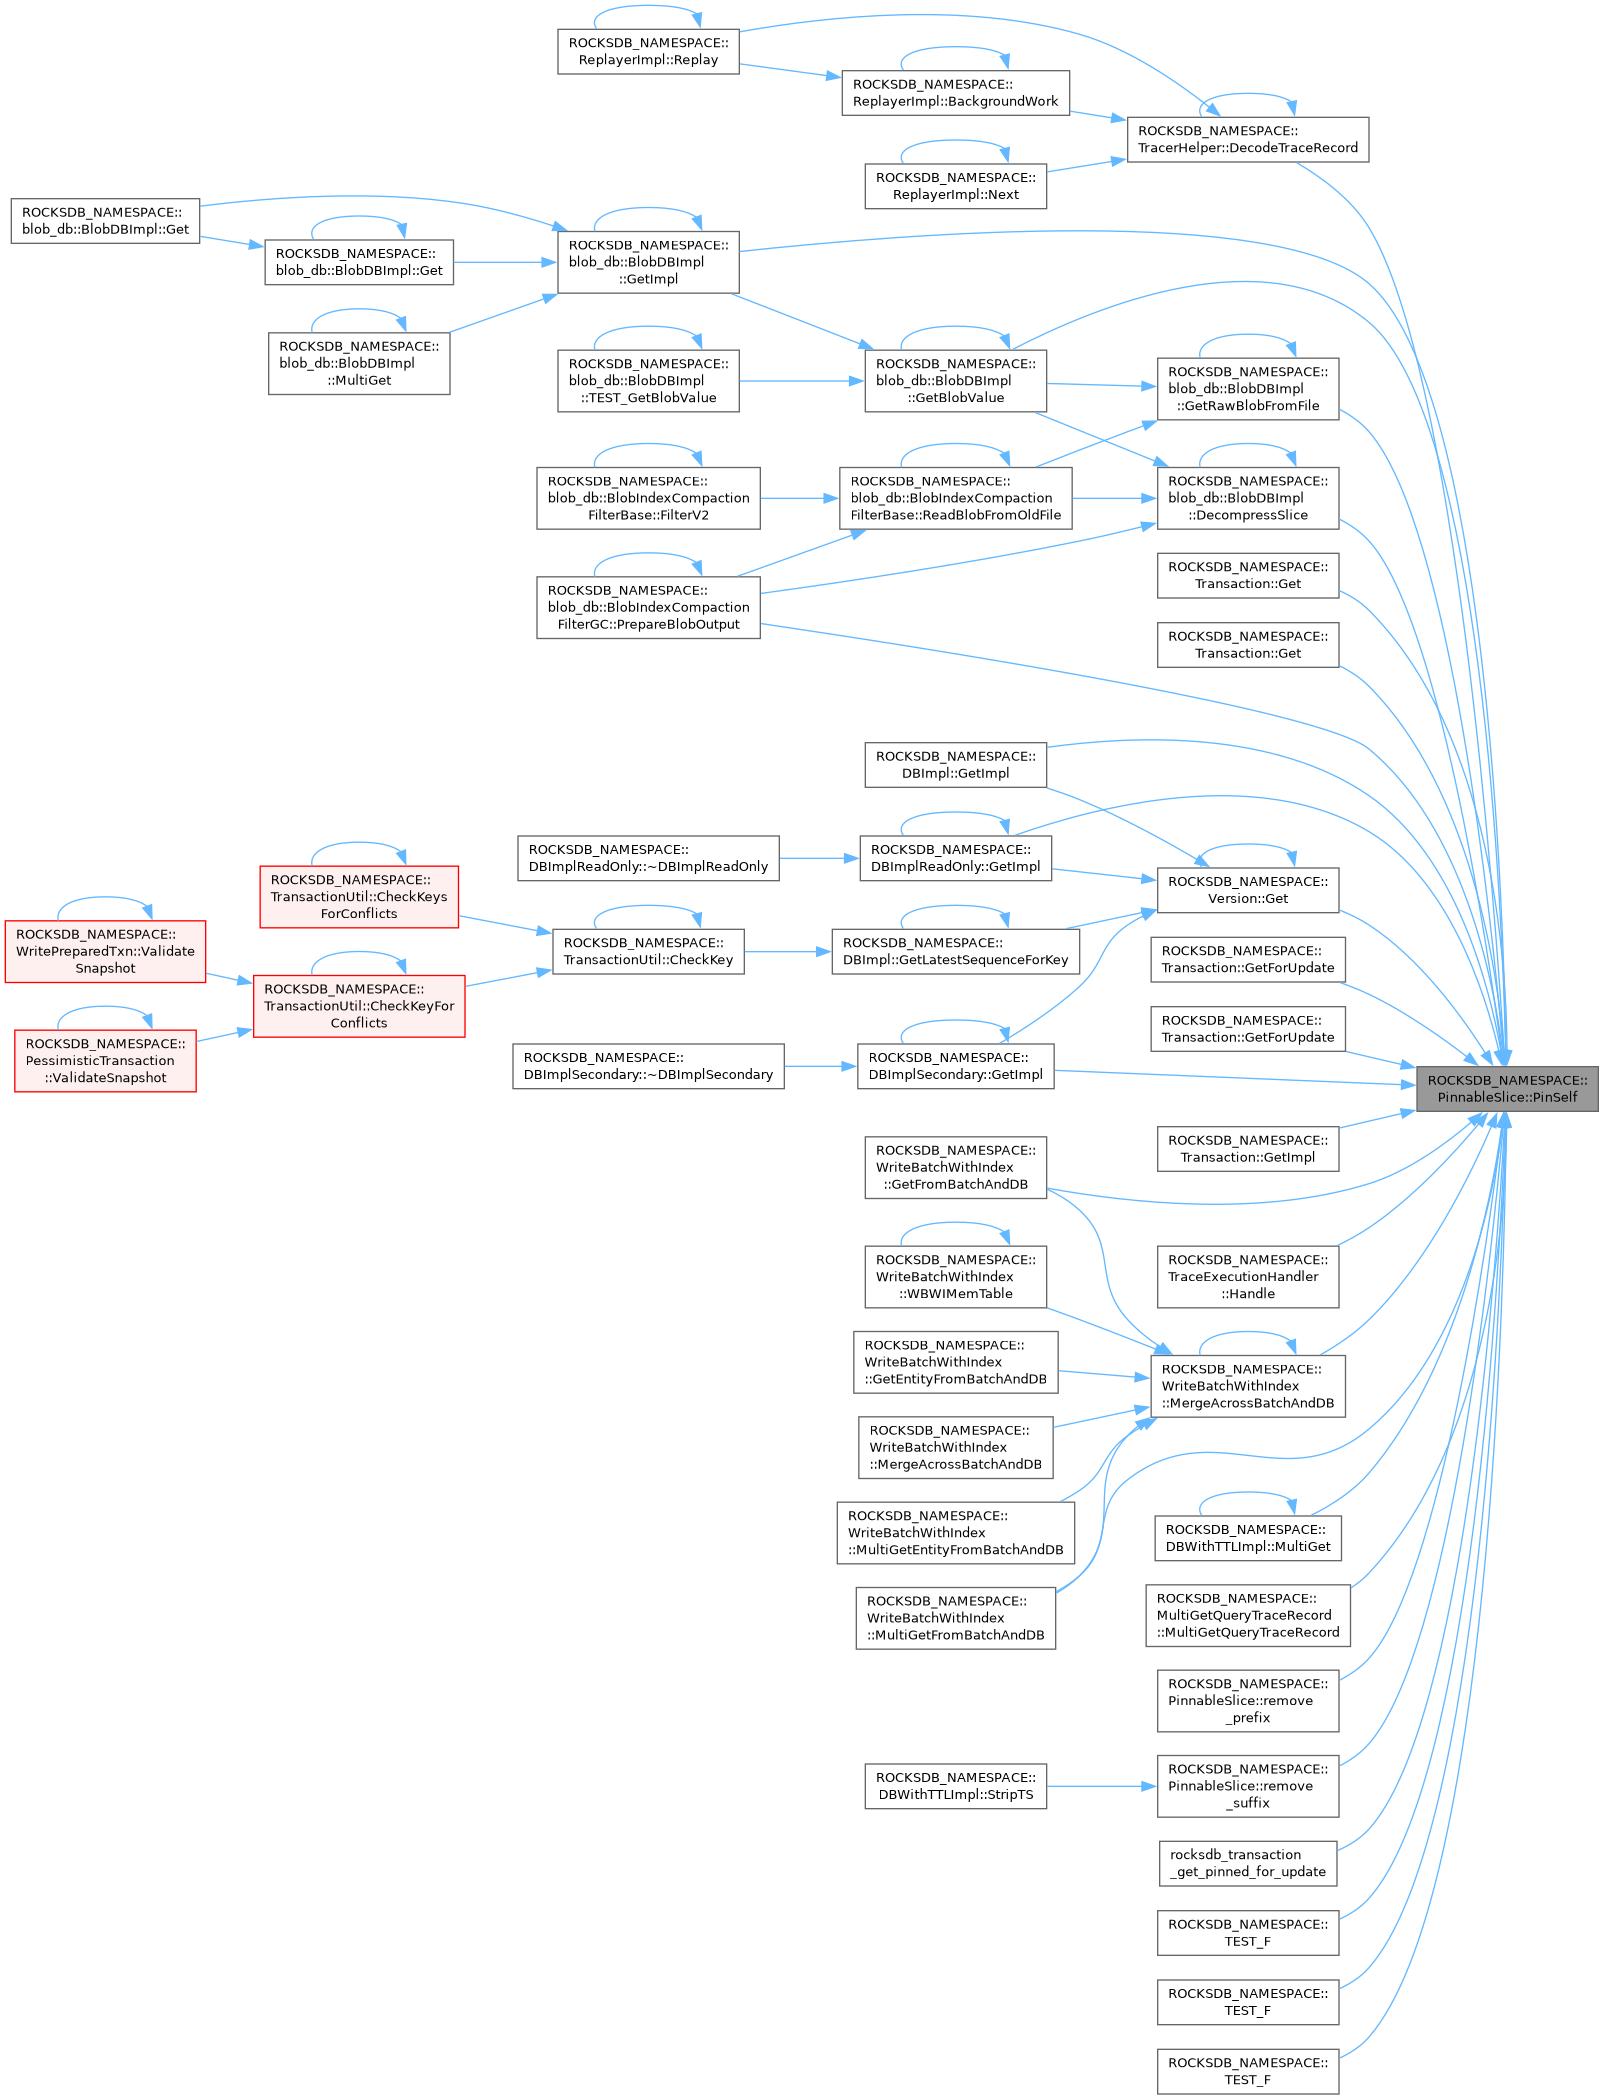 ROCKSDB_NAMESPACE::
ReplayerImpl::Replay
ROCKSDB_NAMESPACE::
ReplayerImpl::BackgroundWork
ROCKSDB_NAMESPACE::
TracerHelper::DecodeTraceRecord
ROCKSDB_NAMESPACE::
ReplayerImpl::Next
ROCKSDB_NAMESPACE::
blob_db::BlobDBImpl::Get
ROCKSDB_NAMESPACE::
blob_db::BlobDBImpl::Get
ROCKSDB_NAMESPACE::
blob_db::BlobDBImpl
::GetImpl
ROCKSDB_NAMESPACE::
blob_db::BlobDBImpl
::MultiGet
ROCKSDB_NAMESPACE::
blob_db::BlobDBImpl
::TEST_GetBlobValue
ROCKSDB_NAMESPACE::
blob_db::BlobDBImpl
::GetBlobValue
ROCKSDB_NAMESPACE::
blob_db::BlobDBImpl
::GetRawBlobFromFile
ROCKSDB_NAMESPACE::
blob_db::BlobIndexCompaction
FilterBase::FilterV2
ROCKSDB_NAMESPACE::
blob_db::BlobIndexCompaction
FilterBase::ReadBlobFromOldFile
ROCKSDB_NAMESPACE::
blob_db::BlobDBImpl
::DecompressSlice
ROCKSDB_NAMESPACE::
blob_db::BlobIndexCompaction
FilterGC::PrepareBlobOutput
ROCKSDB_NAMESPACE::
Transaction::Get
ROCKSDB_NAMESPACE::
Transaction::Get
ROCKSDB_NAMESPACE::
DBImpl::GetImpl
ROCKSDB_NAMESPACE::
DBImplReadOnly::~DBImplReadOnly
ROCKSDB_NAMESPACE::
DBImplReadOnly::GetImpl
ROCKSDB_NAMESPACE::
Version::Get
ROCKSDB_NAMESPACE::
TransactionUtil::CheckKeys
ForConflicts
ROCKSDB_NAMESPACE::
WritePreparedTxn::Validate
Snapshot
ROCKSDB_NAMESPACE::
TransactionUtil::CheckKey
ROCKSDB_NAMESPACE::
DBImpl::GetLatestSequenceForKey
ROCKSDB_NAMESPACE::
Transaction::GetForUpdate
ROCKSDB_NAMESPACE::
TransactionUtil::CheckKeyFor
Conflicts
ROCKSDB_NAMESPACE::
Transaction::GetForUpdate
ROCKSDB_NAMESPACE::
PessimisticTransaction
::ValidateSnapshot
ROCKSDB_NAMESPACE::
DBImplSecondary::~DBImplSecondary
ROCKSDB_NAMESPACE::
DBImplSecondary::GetImpl
ROCKSDB_NAMESPACE::
PinnableSlice::PinSelf
ROCKSDB_NAMESPACE::
Transaction::GetImpl
ROCKSDB_NAMESPACE::
WriteBatchWithIndex
::GetFromBatchAndDB
ROCKSDB_NAMESPACE::
WriteBatchWithIndex
::WBWIMemTable
ROCKSDB_NAMESPACE::
TraceExecutionHandler
::Handle
ROCKSDB_NAMESPACE::
WriteBatchWithIndex
::GetEntityFromBatchAndDB
ROCKSDB_NAMESPACE::
WriteBatchWithIndex
::MergeAcrossBatchAndDB
ROCKSDB_NAMESPACE::
WriteBatchWithIndex
::MergeAcrossBatchAndDB
ROCKSDB_NAMESPACE::
WriteBatchWithIndex
::MultiGetEntityFromBatchAndDB
ROCKSDB_NAMESPACE::
DBWithTTLImpl::MultiGet
ROCKSDB_NAMESPACE::
WriteBatchWithIndex
::MultiGetFromBatchAndDB
ROCKSDB_NAMESPACE::
MultiGetQueryTraceRecord
::MultiGetQueryTraceRecord
ROCKSDB_NAMESPACE::
PinnableSlice::remove
_prefix
ROCKSDB_NAMESPACE::
DBWithTTLImpl::StripTS
ROCKSDB_NAMESPACE::
PinnableSlice::remove
_suffix
rocksdb_transaction
_get_pinned_for_update
ROCKSDB_NAMESPACE::
TEST_F
ROCKSDB_NAMESPACE::
TEST_F
ROCKSDB_NAMESPACE::
TEST_F